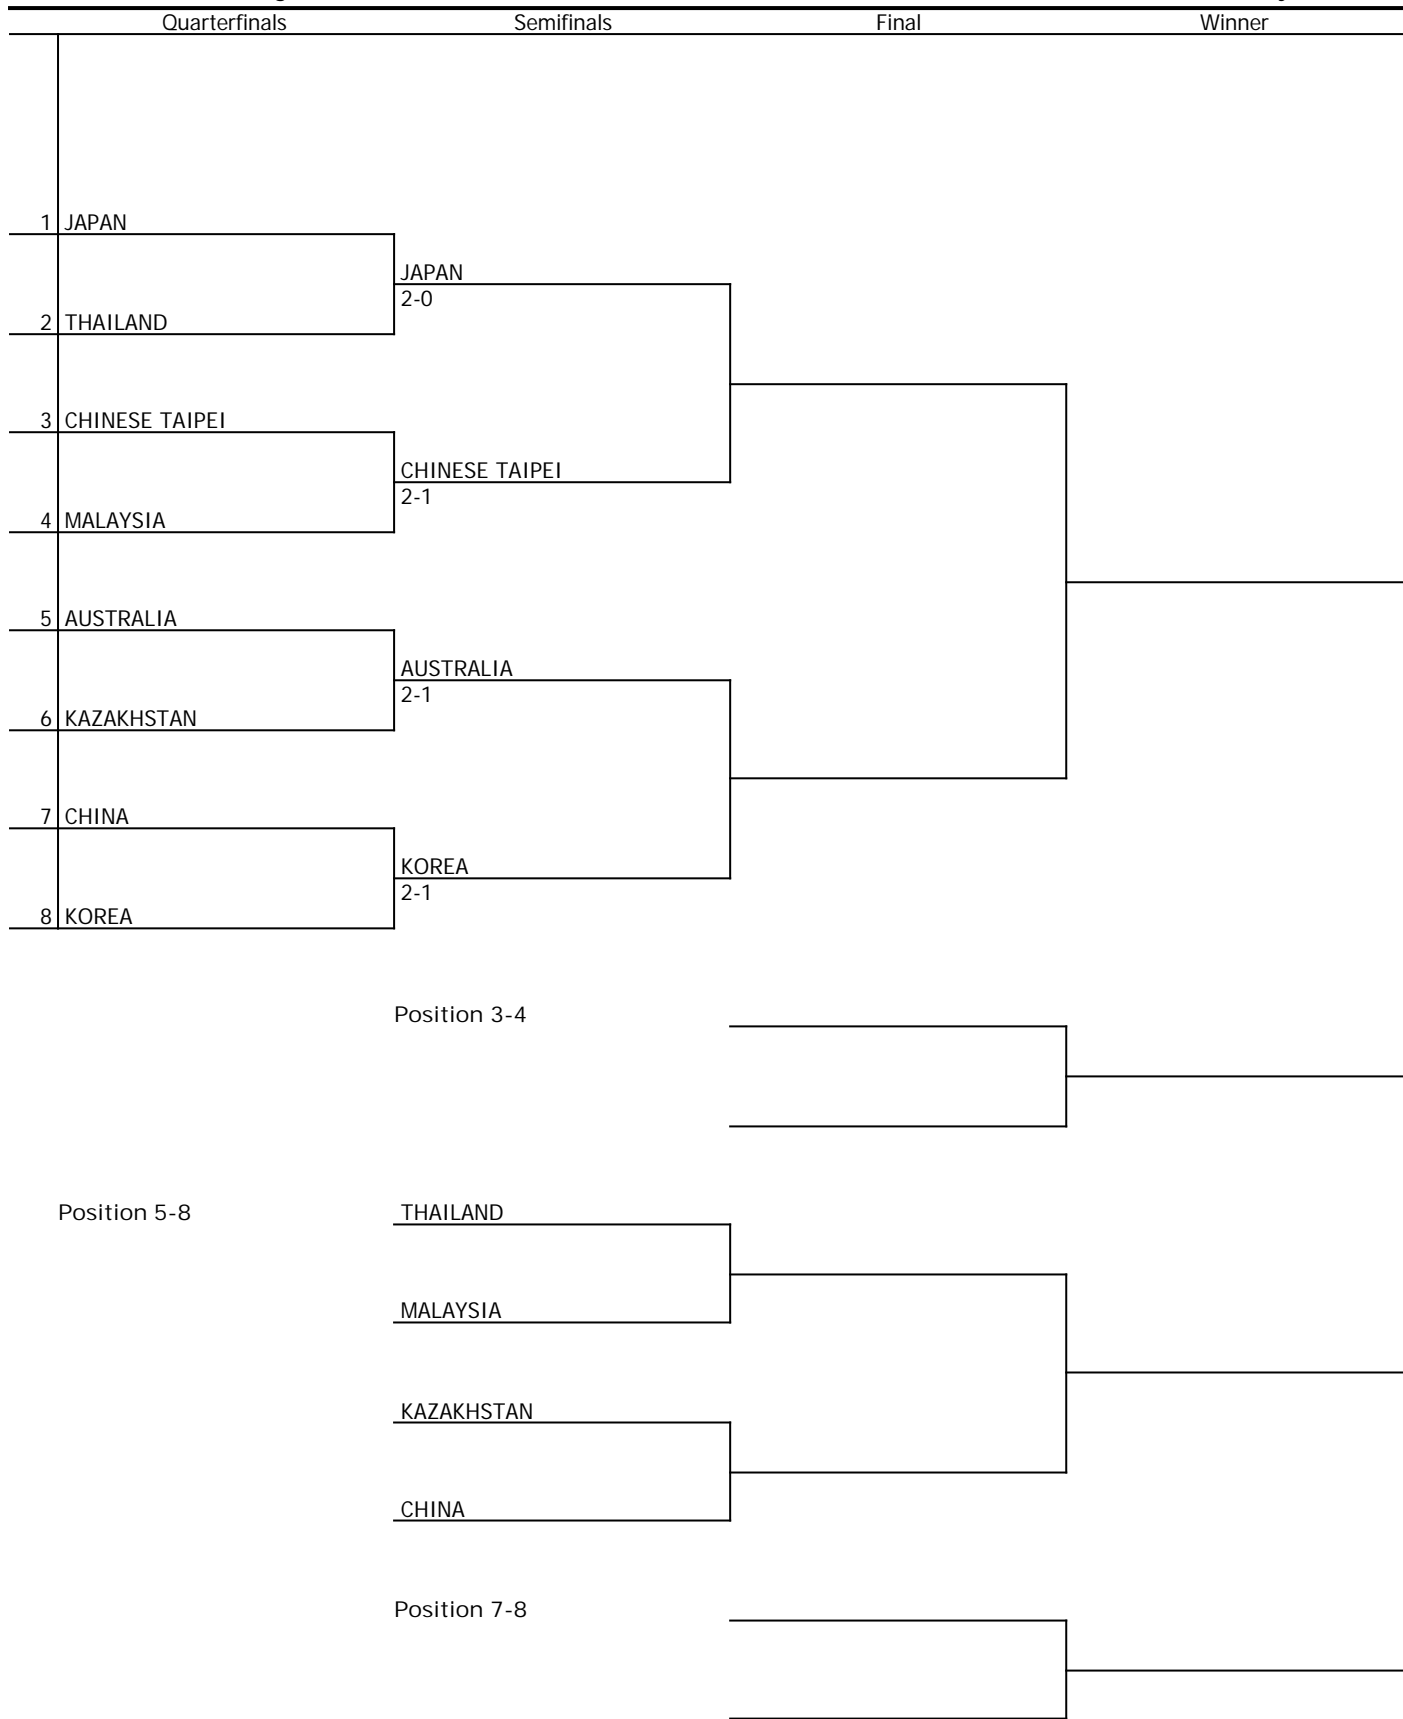 Quarterfinals Semifinals Final Winner
1 JAPAN
JAPAN
2-0
2 THAILAND
3 CHINESE TAIPEI
CHINESE TAIPEI
2-1
4 MALAYSIA
5 AUSTRALIA
AUSTRALIA
2-1
6 KAZAKHSTAN
7 CHINA
KOREA
2-1
8 KOREA
Position 3-4
Position 5-8 THAILAND
MALAYSIA
KAZAKHSTAN
CHINA
Position 7-8